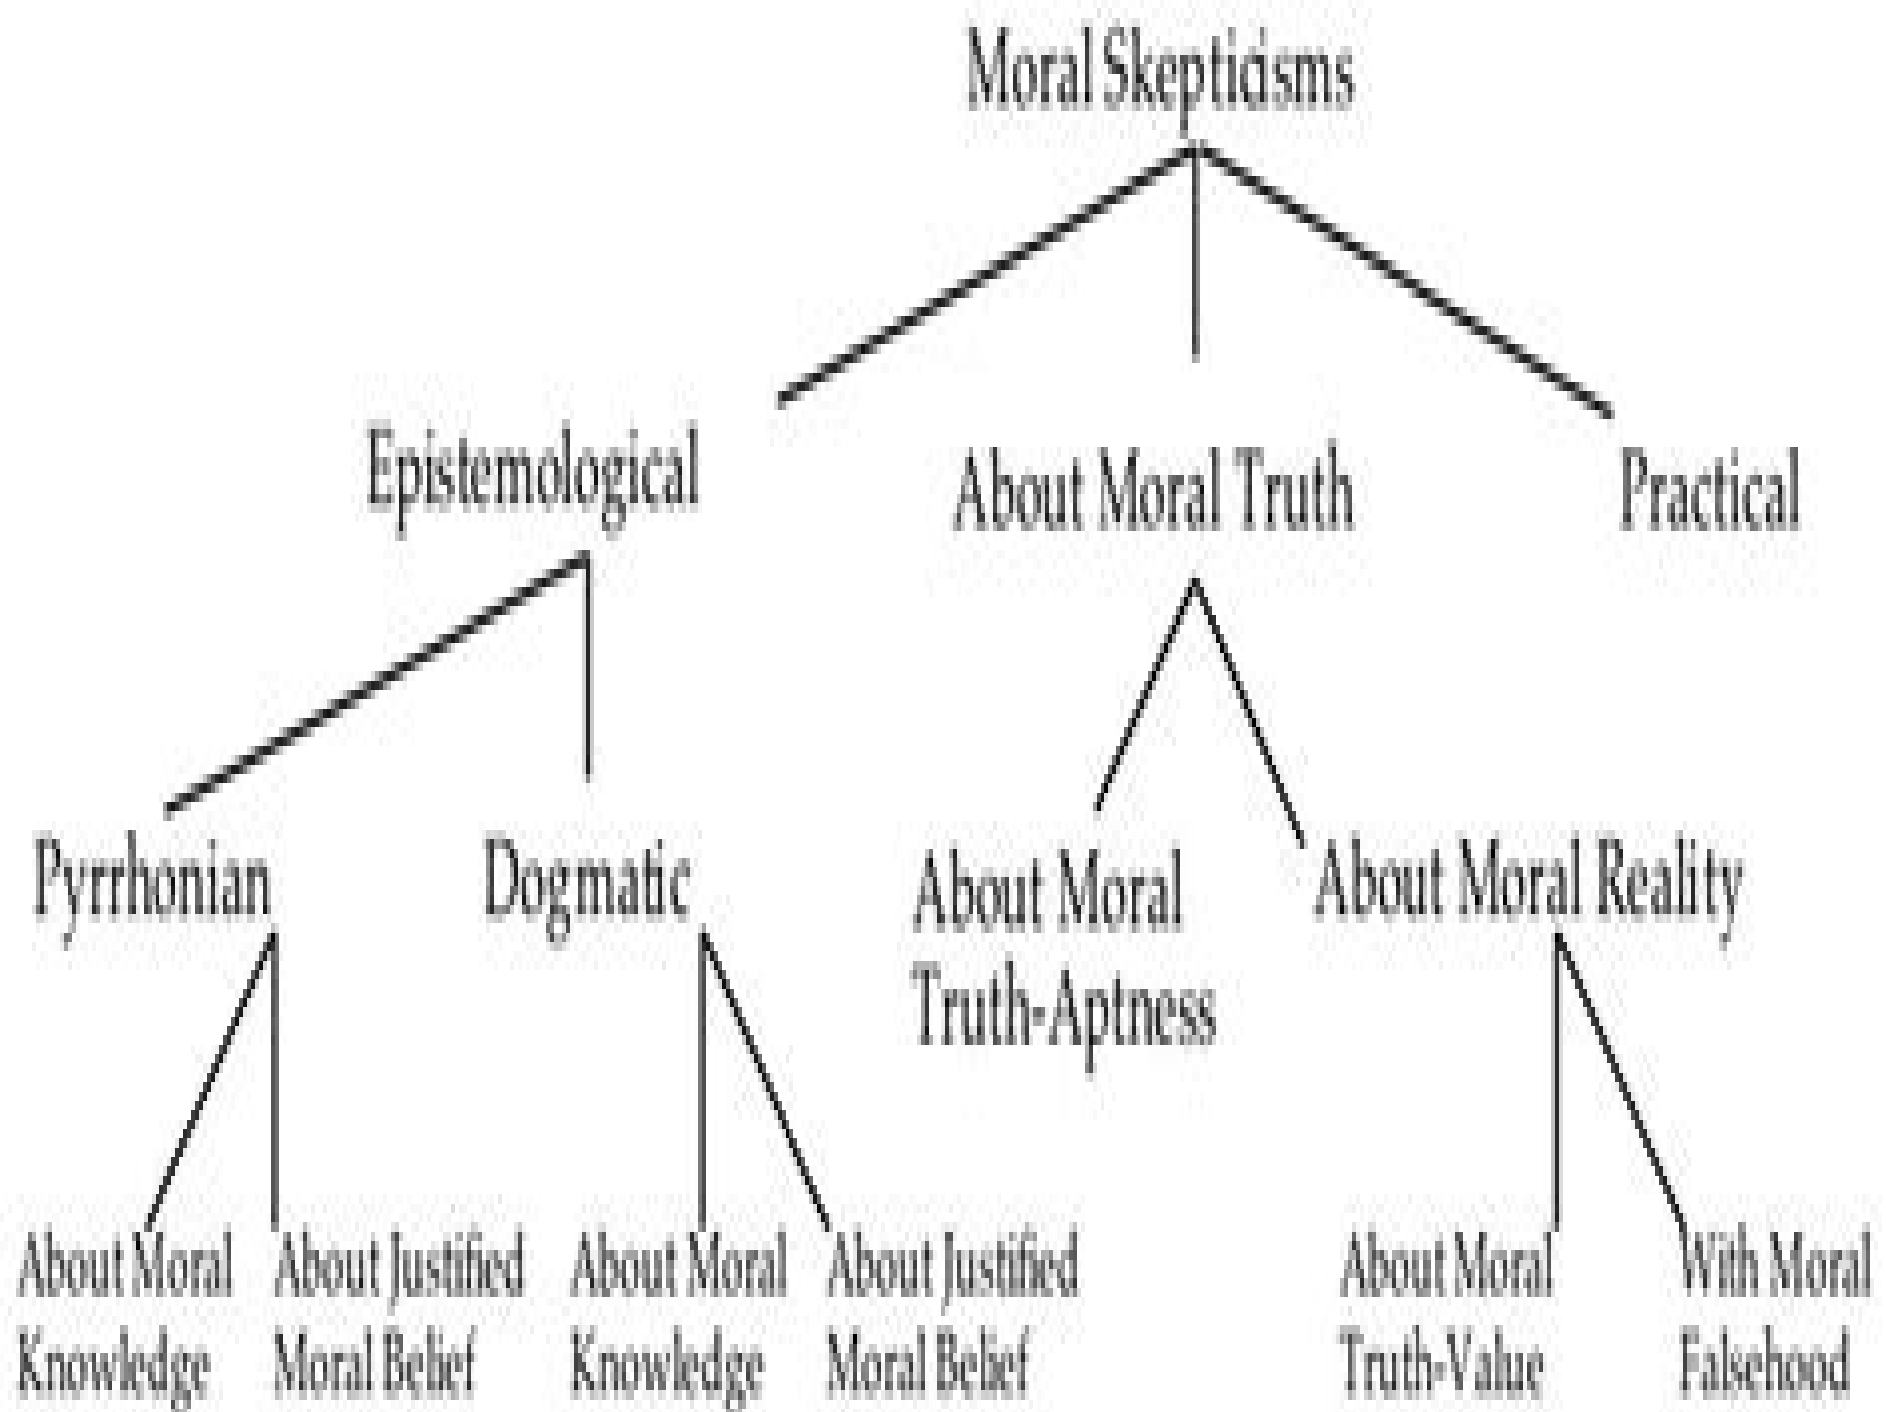 Moral Skepticisms
Epistemological
About Moral Truth
Practical
Pyrrhonian
Dogmatic
About Moral
Truth-Aptness
About Moral Reality
About Moral
Knowledge
About Justified
Moral Belief
About Moral
Knowledge
About Justified
Moral Belief
About Moral
Truth-Value
With Moral
Falsehood